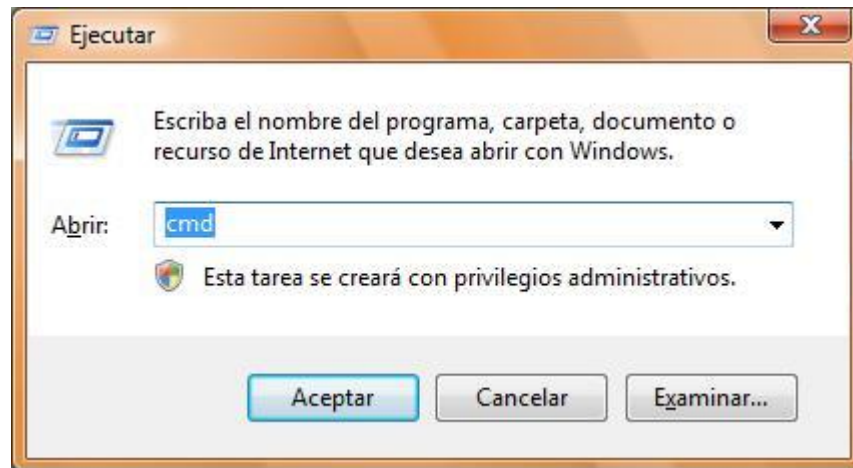 Ejecutar
Escriba el nombre del programa, carpeta, documento o
recurso de Internet que desea abrir con Windows.
Abrir: cmd
Esta tarea se creará con privilegios administrativos.
Aceptar Cancelar Examinar...